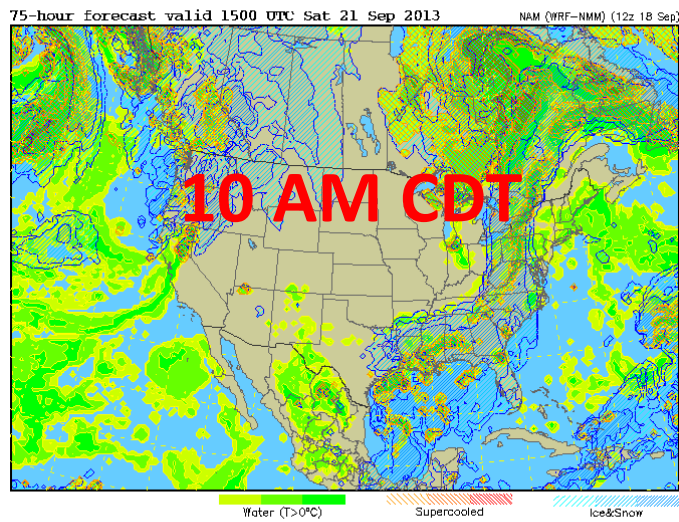 75-hour forecast valid 1500 UTC Sat 21 Sep 2013 NAM (WRF-NMM) (12z 18 Sep)
10 AM CDT
Water (T>0°C) Supercooled Ice&Snow